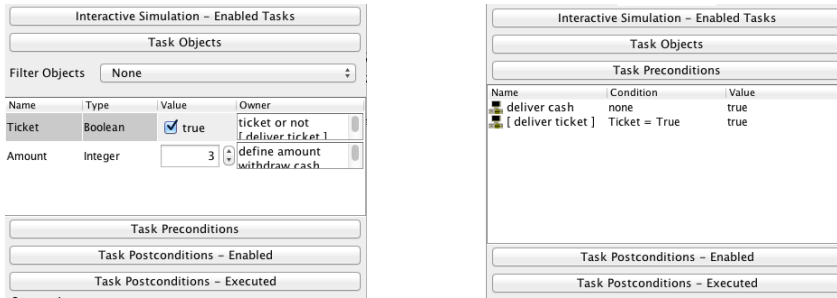 Interactive Simulation - Enabled Tasks
Task Objects
Filter Objects None
Name Type Value Owner
Ticket Boolean true ticket or not
[ deliver ticket ]
Amount Integer 3 define amount
withdraw cash
Task Preconditions
Task Postconditions - Enabled
Task Postconditions - Executed
Interactive Simulation - Enabled Tasks
Task Objects
Task Preconditions
Name Condition Value
deliver cash none true
[ deliver ticket ] Ticket = True true
Task Postconditions - Enabled
Task Postconditions - Executed